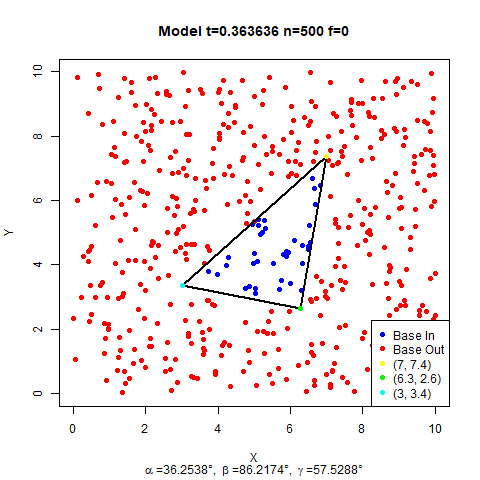 Model t=0.363636 n=500 f=0
10
8
6
4
2
0
Y
0 2 4 6 8 10
Base In
Base Out
(7, 7.4)
(6.3, 2.6)
(3, 3.4)
X
α=36.2538°, β=86.2174°, γ=57.5288°